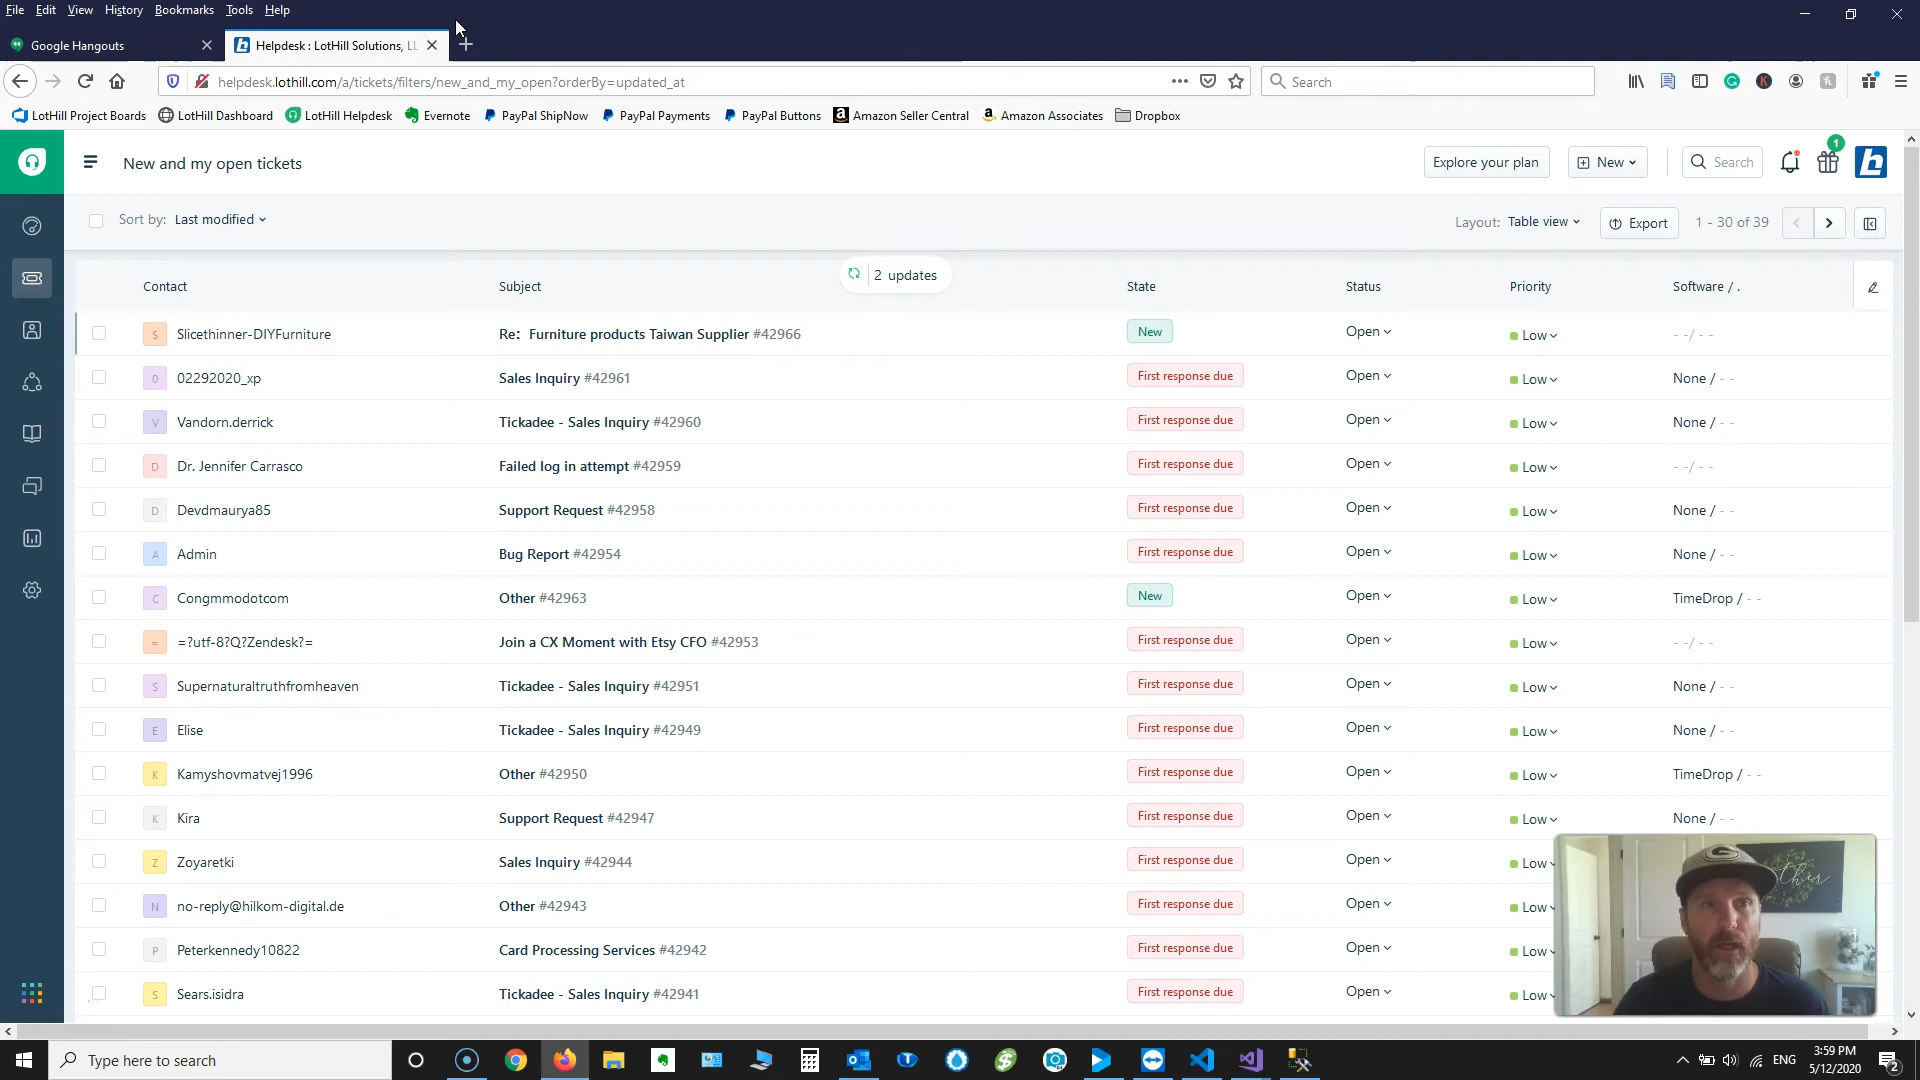 File Edit View History Bookmarks Tools Help
Google Hangouts
Helpdesk : LotHill Solutions, LL
helpdesk.lothill.com/a/tickets/filters/new_and_my_open?orderBy=updated_at
Search
LotHill Project Boards LotHill Dashboard LotHill Helpdesk Evernote PayPal ShipNow PayPal Payments PayPal Buttons Amazon Seller Central Amazon Associates Dropbox
New and my open tickets
Explore your plan New Search 1
Sort by: Last modified Layout: Table view Export 1 - 30 of 39
2 updates
Contact Subject State Status Priority Software / .
S Slicethinner-DIYFurniture Re: Furniture products Taiwan Supplier #42966 New Open Low - -/ - -
0 02292020_xp Sales Inquiry #42961 First response due Open Low None / - -
V Vandorn.derrick Tickadee - Sales Inquiry #42960 First response due Open Low None / - -
D Dr. Jennifer Carrasco Failed log in attempt #42959 First response due Open Low - -/ - -
D Devdmaurya85 Support Request #42958 First response due Open Low None / - -
A Admin Bug Report #42954 First response due Open Low None / - -
C Congmmodotcom Other #42963 New Open Low TimeDrop / - -
= =?utf-8?Q?Zendesk?= Join a CX Moment with Etsy CFO #42953 First response due Open Low - -/ - -
S Supernaturaltruthfromheaven Tickadee - Sales Inquiry #42951 First response due Open Low None / - -
E Elise Tickadee - Sales Inquiry #42949 First response due Open Low None / - -
K Kamyshovmatvej1996 Other #42950 First response due Open Low TimeDrop / - -
K Kira Support Request #42947 First response due Open Low None / - -
Z Zoyaretki Sales Inquiry #42944 First response due Open Low
N no-reply@hilkom-digital.de Other #42943 First response due Open Low
P Peterkennedy10822 Card Processing Services #42942 First response due Open Low
S Sears.isidra Tickadee - Sales Inquiry #42941 First response due Open Low
Type here to search
ENG
3:59 PM
5/12/2020
2